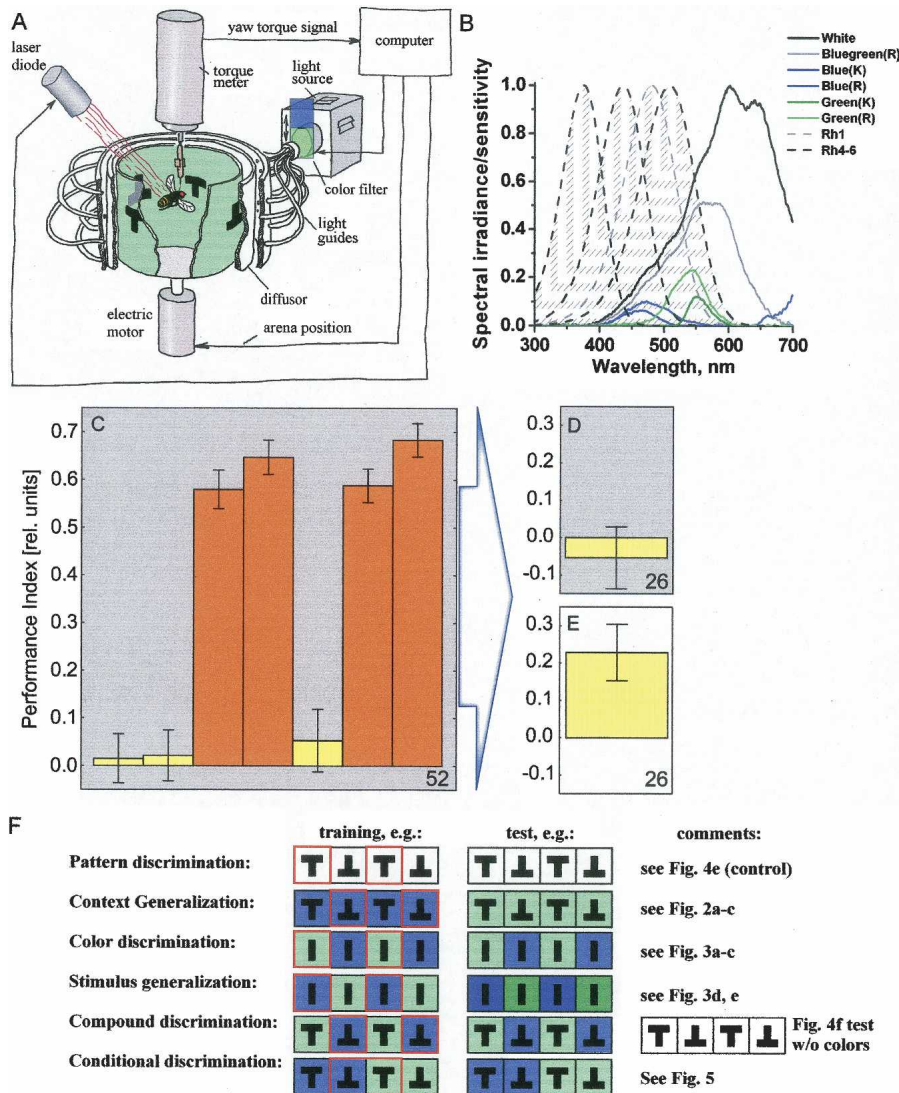 A
yaw torque signal
computer
laser
diode
torque
meter
light
source
color filter
light
guides
diffusor
electric
motor
arena position
B
White
Bluegreen(R)
Blue(K)
Blue(R)
Green(K)
Green(R)
Rh1
Rh4-6
Spectral irradiance/sensitivity
1.0
0.8
0.6
0.4
0.2
0.0
300 400 500 600 700
Wavelength, nm
C
Performance Index [rel. units]
0.7
0.6
0.5
0.4
0.3
0.2
0.1
0.0
52
D
0.3
0.2
0.1
0.0
-0.1
26
E
0.3
0.2
0.1
0.0
-0.1
26
F
training, e.g.: test, e.g.: comments:
Pattern discrimination: see Fig. 4e (control)
Context Generalization: see Fig. 2a-c
Color discrimination: see Fig. 3a-c
Stimulus generalization: see Fig. 3d, e
Compound discrimination: Fig. 4f test
w/o colors
Conditional discrimination: See Fig. 5